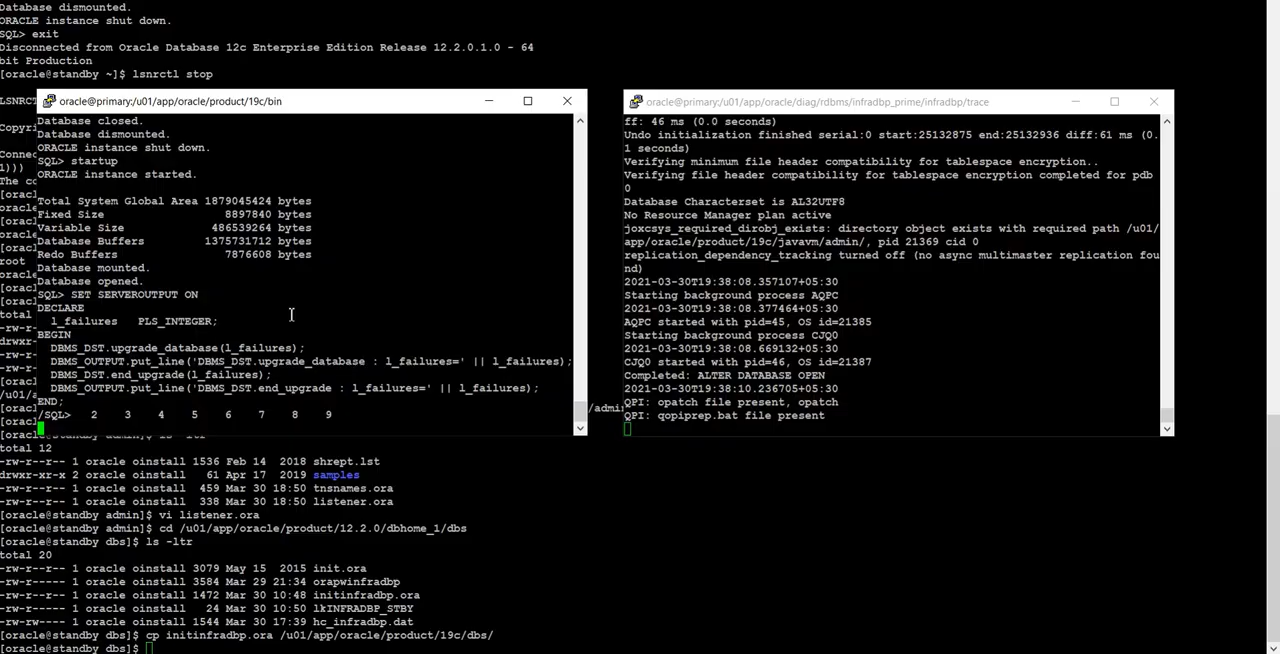 Database dismounted.
ORACLE instance shut down.
SQL> exit
Disconnected from Oracle Database 12c Enterprise Edition Release 12.2.0.1.0 - 64
bit Production
[oracle@standby ~]$ lsnrctl stop
LSNRCT
Copyri
Connec
1)))
The co
[oracl
[oracl
[oracl
[oracl
root
oracle
[oracl
[oracl
total
-rw-r-
drwxr-
-rw-r-
-rw-r-
[oracl
[oracl
/u01/a
[oracl
/admin
[oracl
[oracle@standby admin]$ ls -ltr
total 12
-rw-r--r-- 1 oracle oinstall 1536 Feb 14  2018 shrept.lst
drwxr-xr-x 2 oracle oinstall   61 Apr 17  2019 samples
-rw-r--r-- 1 oracle oinstall  459 Mar 30 18:50 tnsnames.ora
-rw-r--r-- 1 oracle oinstall  338 Mar 30 18:50 listener.ora
[oracle@standby admin]$ vi listener.ora
[oracle@standby admin]$ cd /u01/app/oracle/product/12.2.0/dbhome_1/dbs
[oracle@standby dbs]$ ls -ltr
total 20
-rw-r--r-- 1 oracle oinstall 3079 May 15  2015 init.ora
-rw-r----- 1 oracle oinstall 3584 Mar 29 21:34 orapwinfradbp
-rw-r--r-- 1 oracle oinstall 1472 Mar 30 10:48 initinfradbp.ora
-rw-r----- 1 oracle oinstall   24 Mar 30 10:50 lkINFRADBP_STBY
-rw-rw---- 1 oracle oinstall 1544 Mar 30 17:39 hc_infradbp.dat
[oracle@standby dbs]$ cp initinfradbp.ora /u01/app/oracle/product/19c/dbs/
[oracle@standby dbs]$
oracle@primary:/u01/app/oracle/product/19c/bin
Database closed.
Database dismounted.
ORACLE instance shut down.
SQL> startup
ORACLE instance started.
Total System Global Area 1879045424 bytes
Fixed Size 8897840 bytes
Variable Size 486539264 bytes
Database Buffers 1375731712 bytes
Redo Buffers 7876608 bytes
Database mounted.
Database opened.
SQL> SET SERVEROUTPUT ON
DECLARE
l_failures PLS_INTEGER;
BEGIN
DBMS_DST.upgrade_database(l_failures);
DBMS_OUTPUT.put_line('DBMS_DST.upgrade_database : l_failures=' || l_failures);
DBMS_DST.end_upgrade(l_failures);
DBMS_OUTPUT.put_line('DBMS_DST.end_upgrade : l_failures=' || l_failures);
END;
/SQL> 2 3 4 5 6 7 8 9
oracle@primary:/u01/app/oracle/diag/rdbms/infradbp_prime/infradbp/trace
ff: 46 ms (0.0 seconds)
Undo initialization finished serial:0 start:25132875 end:25132936 diff:61 ms (0.
1 seconds)
Verifying minimum file header compatibility for tablespace encryption..
Verifying file header compatibility for tablespace encryption completed for pdb
0
Database Characterset is AL32UTF8
No Resource Manager plan active
joxcsys_required_dirobj_exists: directory object exists with required path /u01/
app/oracle/product/19c/javavm/admin/, pid 21369 cid 0
replication_dependency_tracking turned off (no async multimaster replication fou
nd)
2021-03-30T19:38:08.357107+05:30
Starting background process AQPC
2021-03-30T19:38:08.377464+05:30
AQPC started with pid=45, OS id=21385
Starting background process CJQ0
2021-03-30T19:38:08.669132+05:30
CJQ0 started with pid=46, OS id=21387
Completed: ALTER DATABASE OPEN
2021-03-30T19:38:10.236705+05:30
QPI: opatch file present, opatch
QPI: qopiprep.bat file present